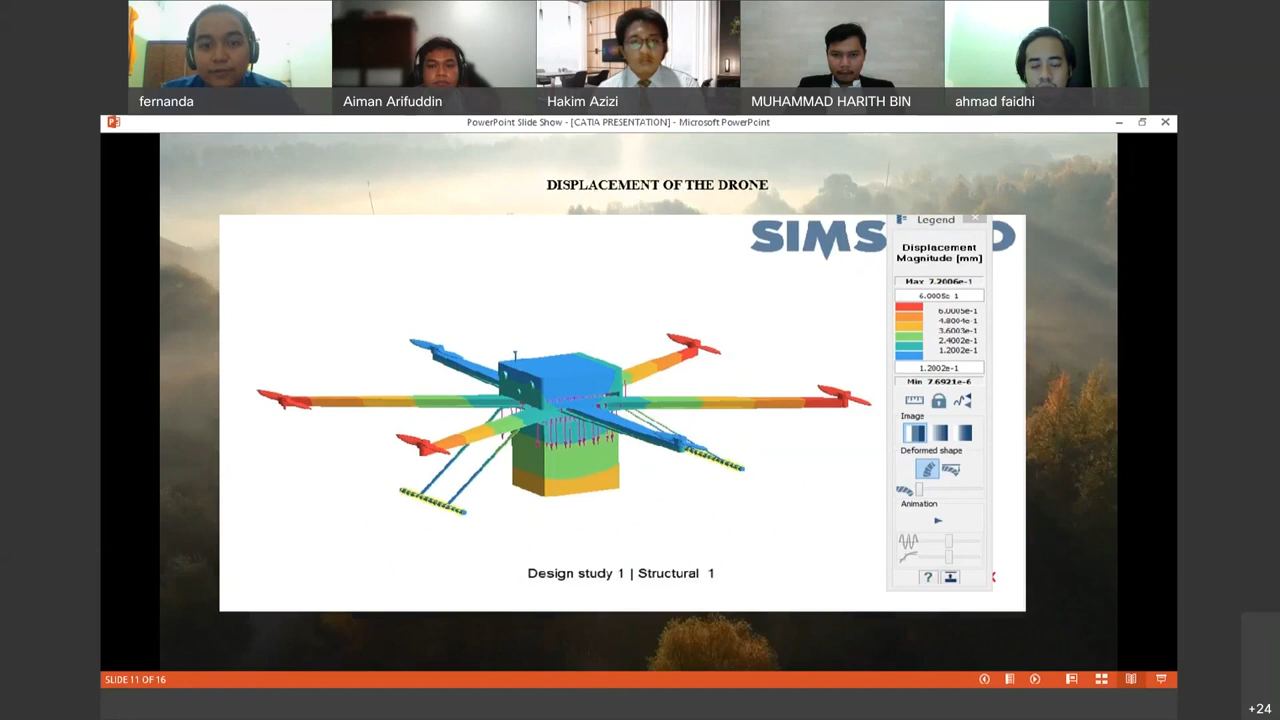 fernanda
Aiman Arifuddin
Hakim Azizi
MUHAMMAD HARITH BIN
ahmad faidhi
PowerPoint Slide Show - [CATIA PRESENTATION] - Microsoft PowerPoint
DISPLACEMENT OF THE DRONE
SIMS
D
Legend
Displacement
Magnitude [mm]
Max 7.2006e-1
6.0005e-1
6.0005e-1
4.8004e-1
3.6003e-1
2.4002e-1
1.2002e-1
1.2002e-1
Min 7.6921e-6
Image
Deformed shape
Animation
?
Design study 1 | Structural 1
SLIDE 11 OF 16
+24